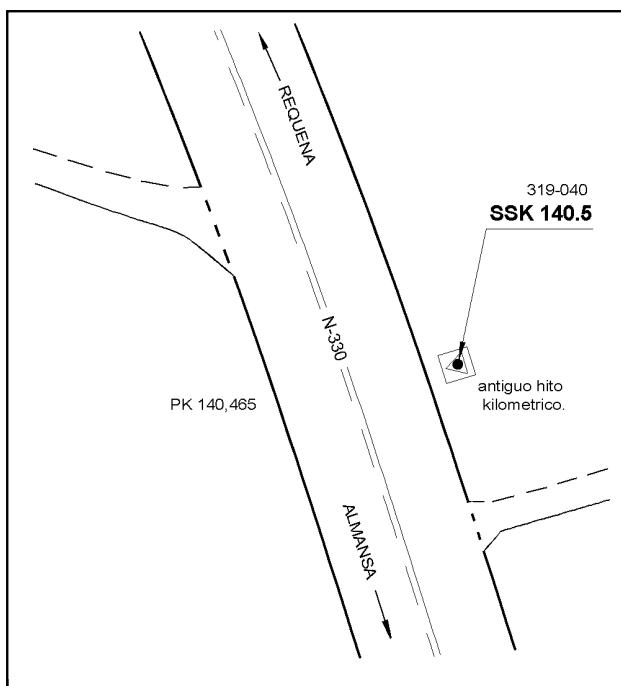 REQUENA
319-040
SSK 140.5
N-330
antiguo hito
kilometrico.
PK 140,465
ALMANSA